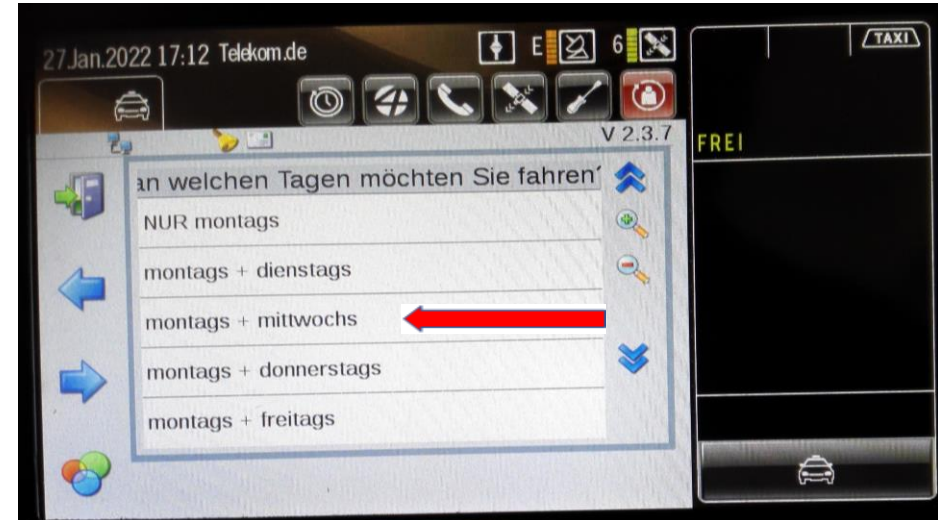 27.Jan.2022 17:12 Telekom.de E 6
TAXI
V 2.3.7
FREI
an welchen Tagen möchten Sie fahren?
NUR montags
montags + dienstags
montags + mittwochs
montags + donnerstags
montags + freitags